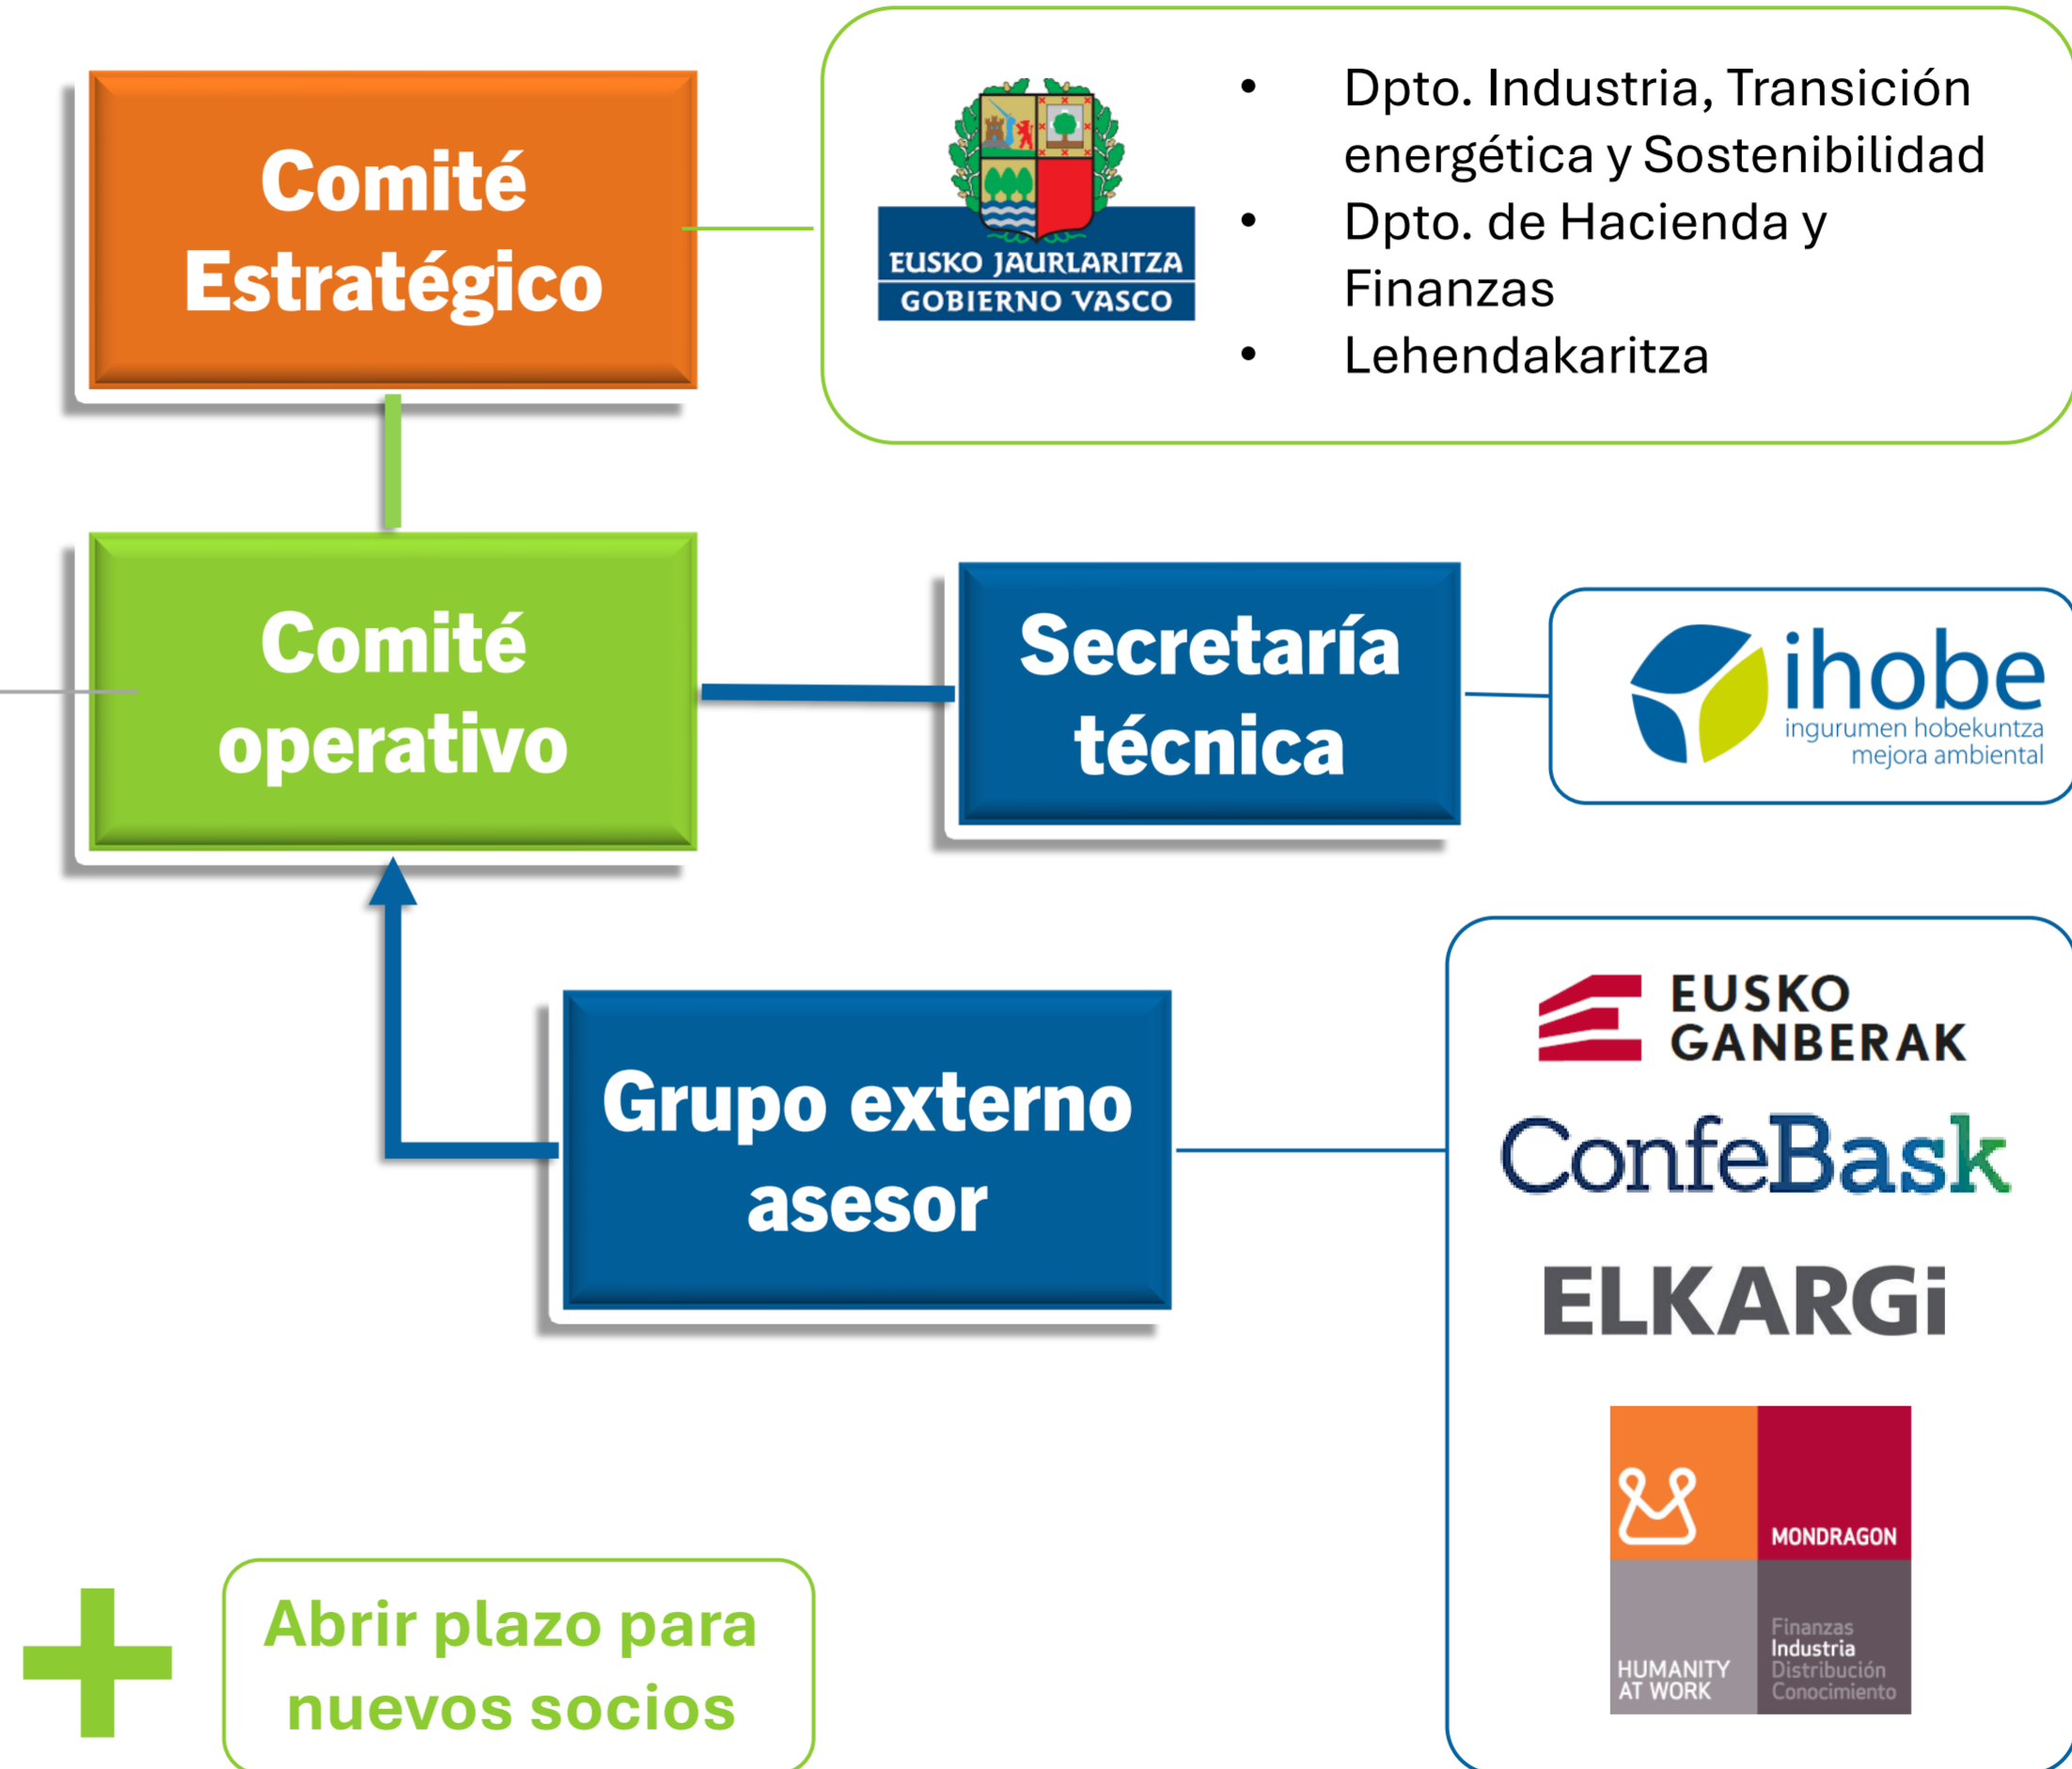 Comité
Estratégico
EUSKO JAURLARITZA
GOBIERNO VASCO
• Dpto. Industria, Transición
energética y Sostenibilidad
• Dpto. de Hacienda y
Finanzas
• Lehendakaritza
Comité
operativo
Secretaría
técnica
ihobe
ingurumen hobekuntza
mejora ambiental
Grupo externo
asesor
EUSKO
GANBERAK
ConfeBask
ELKARGi
MONDRAGON
HUMANITY
AT WORK
Finanzas
Industria
Distribución
Conocimiento
Abrir plazo para
nuevos socios